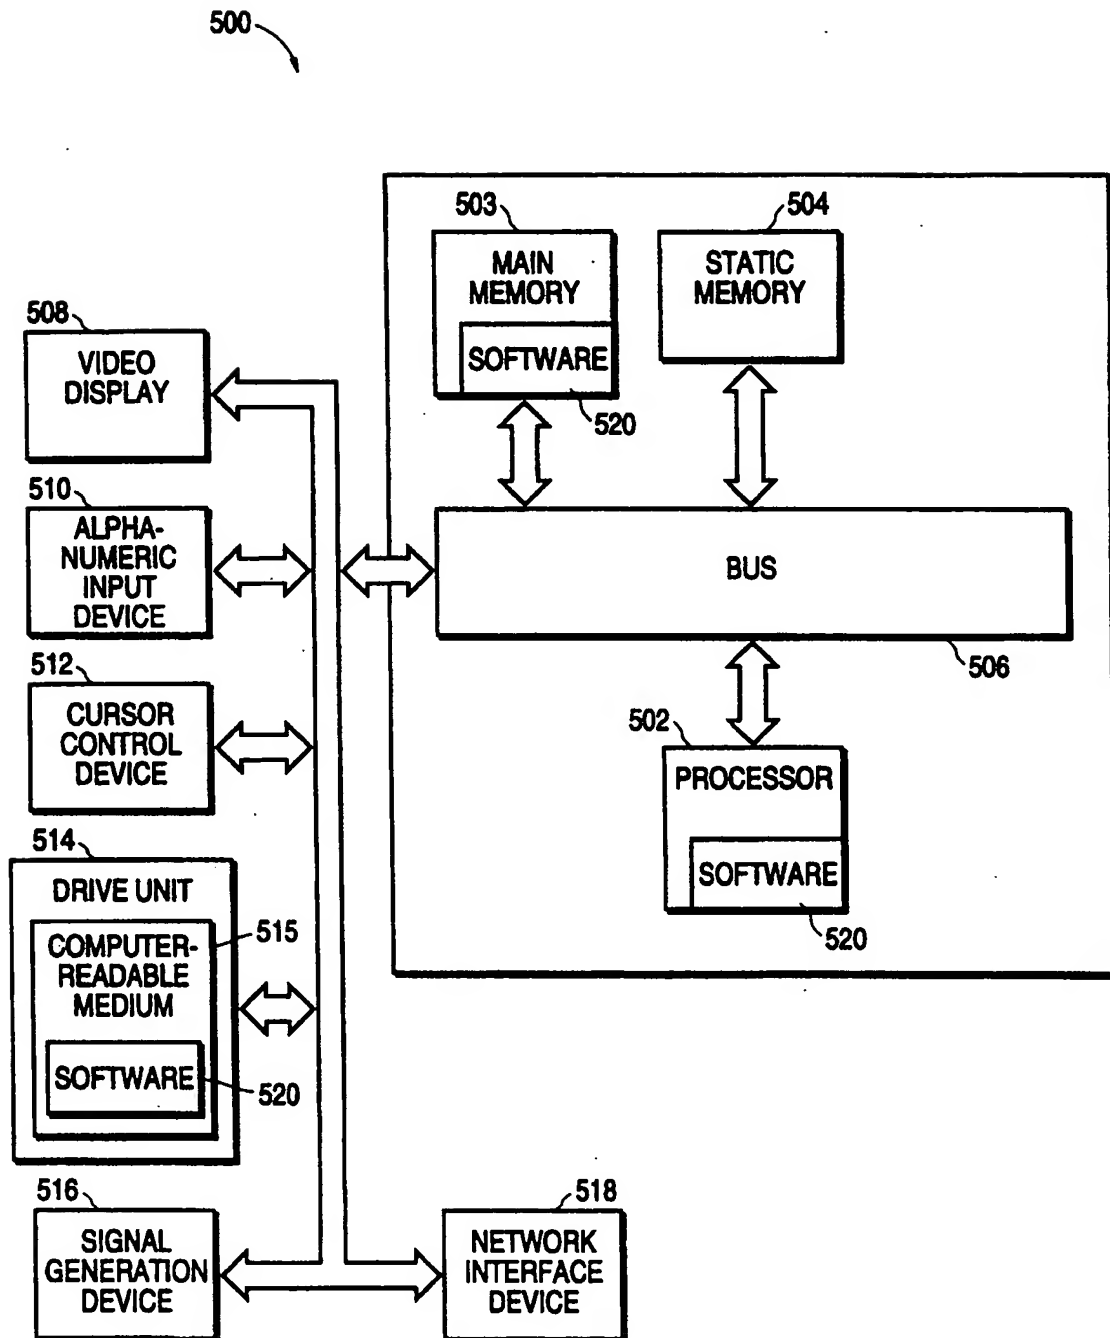 500
503
MAIN
MEMORY
SOFTWARE
520
504
STATIC
MEMORY
508
VIDEO
DISPLAY
510
ALPHA-
NUMERIC
INPUT
DEVICE
BUS
506
512
CURSOR
CONTROL
DEVICE
502
PROCESSOR
SOFTWARE
520
514
DRIVE UNIT
COMPUTER-
READABLE
MEDIUM
515
SOFTWARE
520
516
SIGNAL
GENERATION
DEVICE
518
NETWORK
INTERFACE
DEVICE